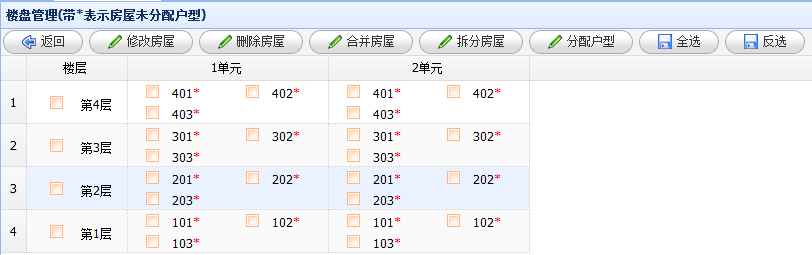 楼盘管理(带*表示房屋未分配户型)
返回 修改房屋 删除房屋 合并房屋 拆分房屋 分配户型 全选 反选
楼层 1单元 2单元
1 第4层 401* 402* 401* 402*
403* 403*
2 第3层 301* 302* 301* 302*
303* 303*
3 第2层 201* 202* 201* 202*
203* 203*
4 第1层 101* 102* 101* 102*
103* 103*